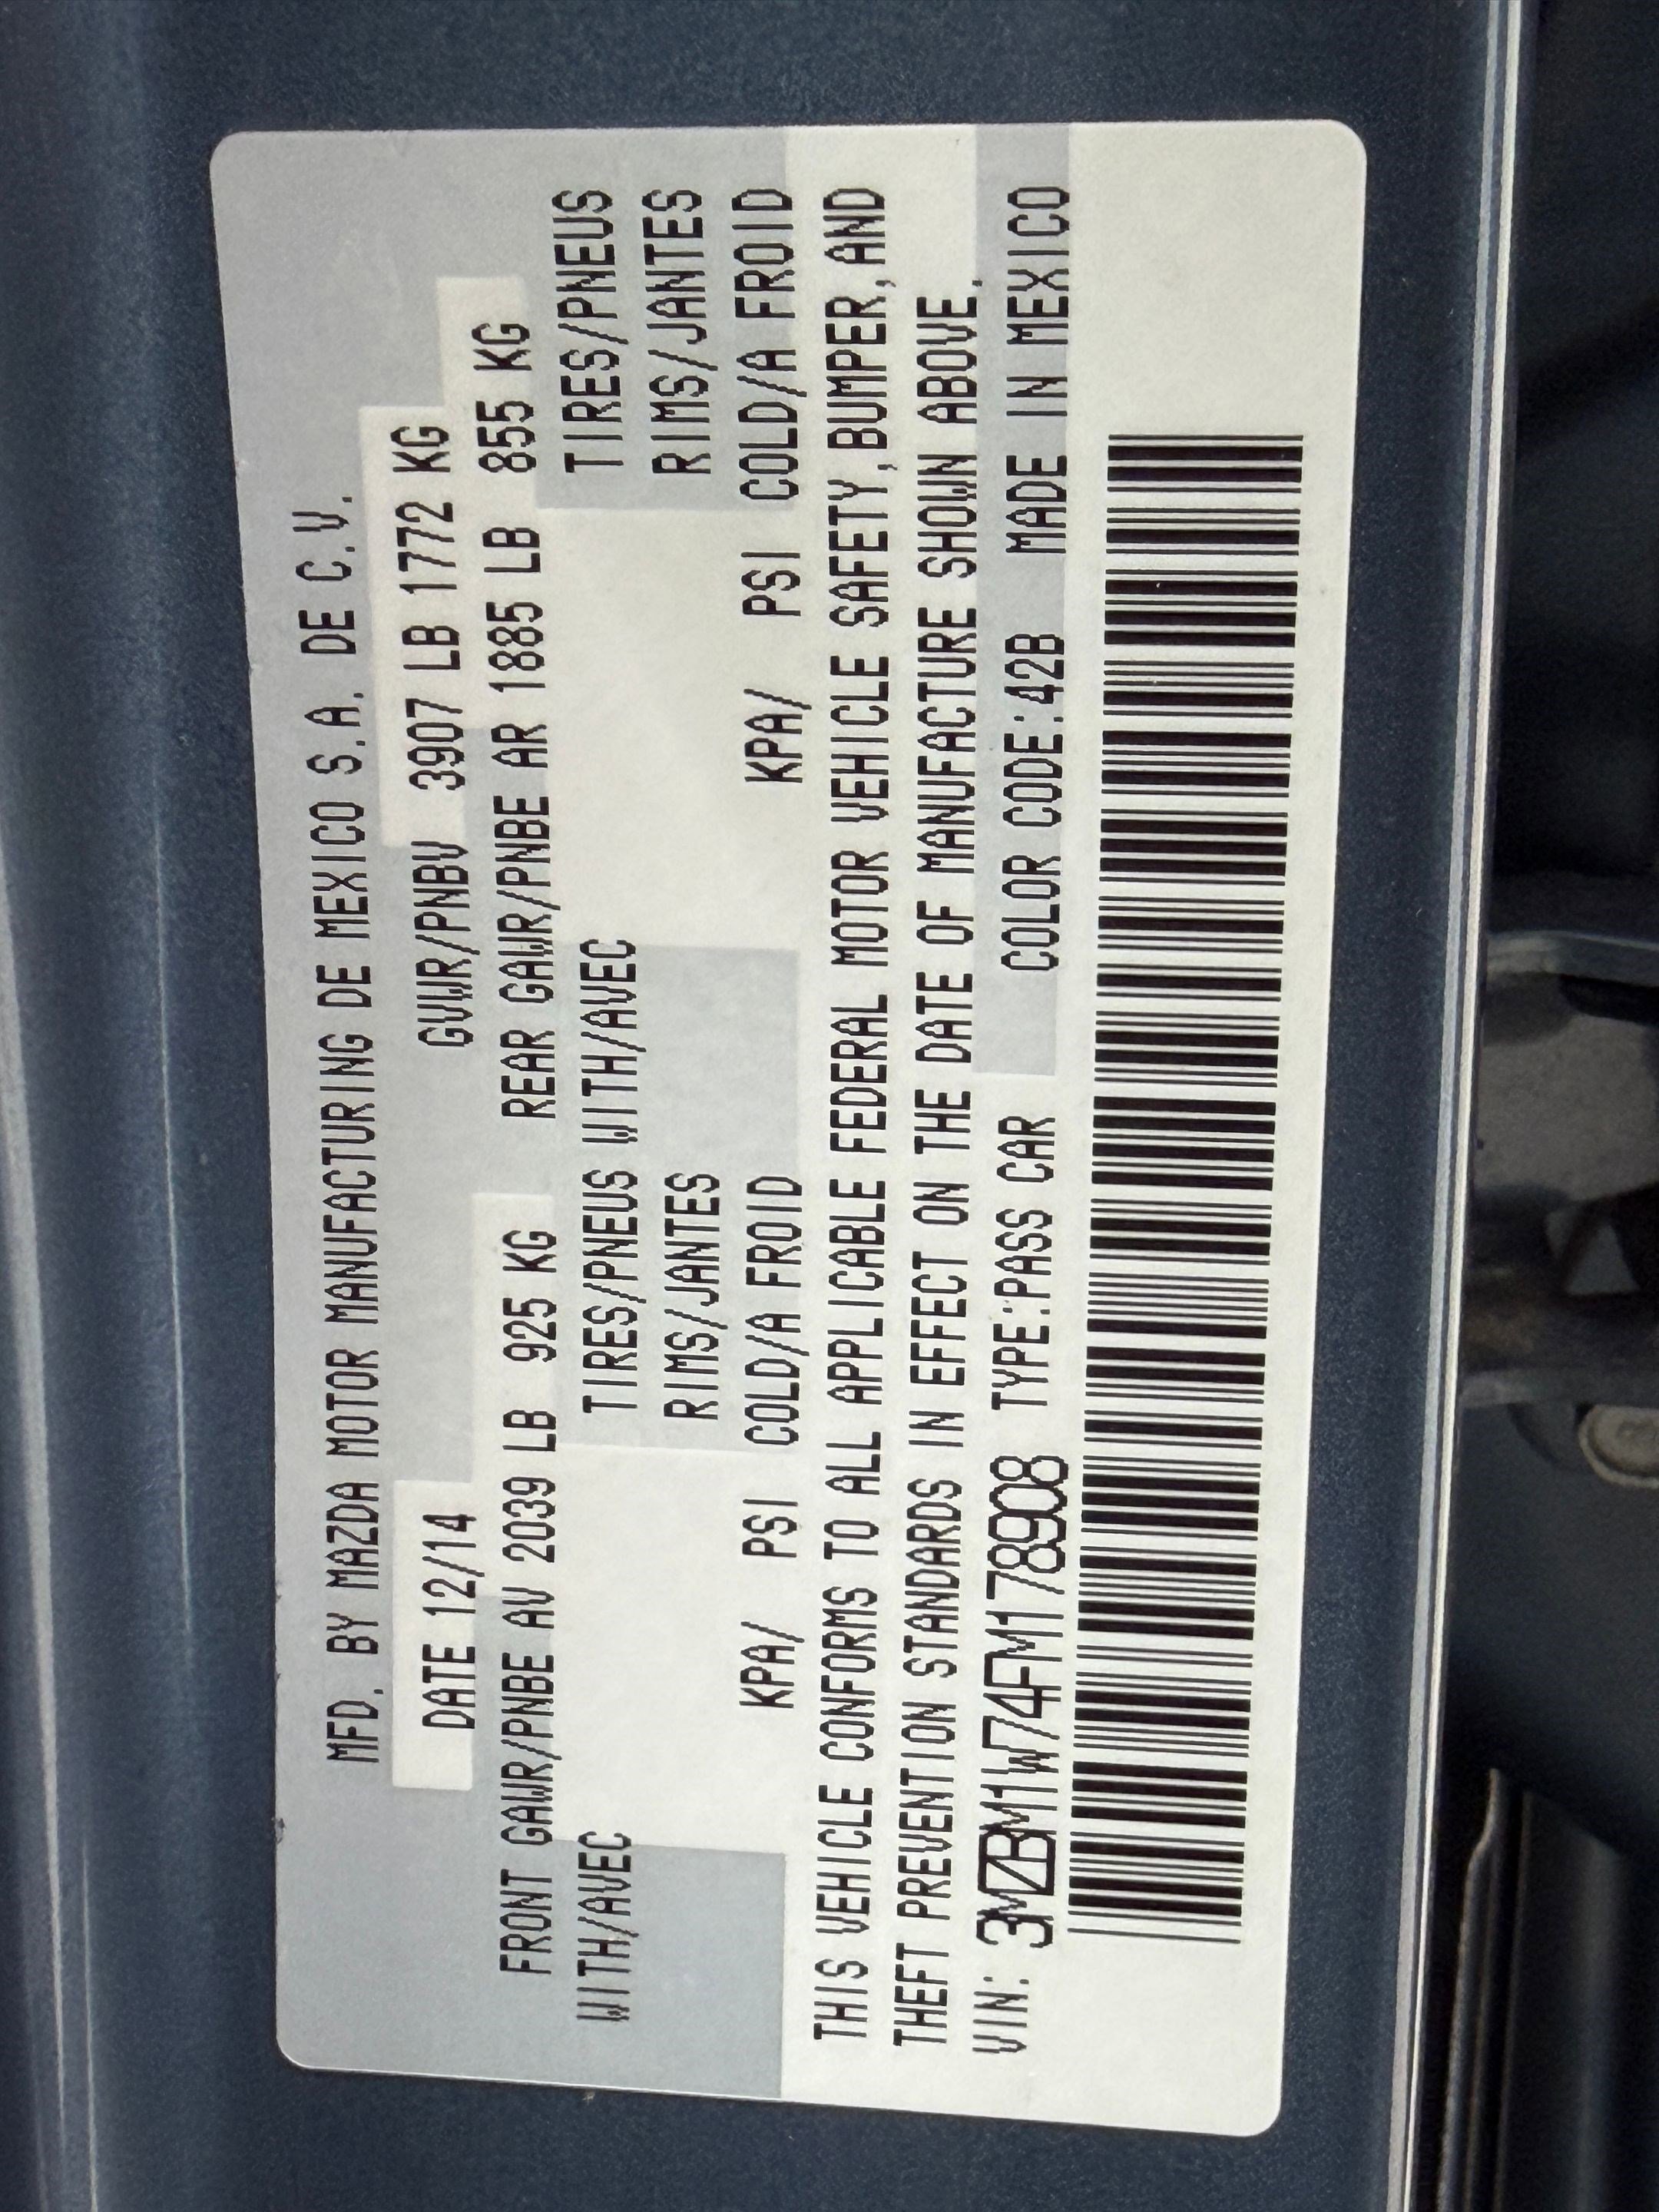 MFD. BY MAZDA MOTOR MANUFACTURING DE MEXICO S.A. DE C.V.
DATE 12/14 GVWR/PNBV 3907 LB 1772 KG
FRONT GAWR/PNBE AV 2039 LB 925 KG REAR GAWR/PNBE AR 1885 LB 855 KG
WITH/AVEC TIRES/PNEUS WITH/AVEC TIRES/PNEUS
RIMS/JANTES RIMS/JANTES
KPA/ PSI COLD/A FROID KPA/ PSI COLD/A FROID
THIS VEHICLE CONFORMS TO ALL APPLICABLE FEDERAL MOTOR VEHICLE SAFETY,BUMPER,AND
THEFT PREVENTION STANDARDS IN EFFECT ON THE DATE OF MANUFACTURE SHOWN ABOVE.
VIN: 3MZBM1W74FM178908 TYPE:PASS CAR COLOR CODE:42B MADE IN MEXICO